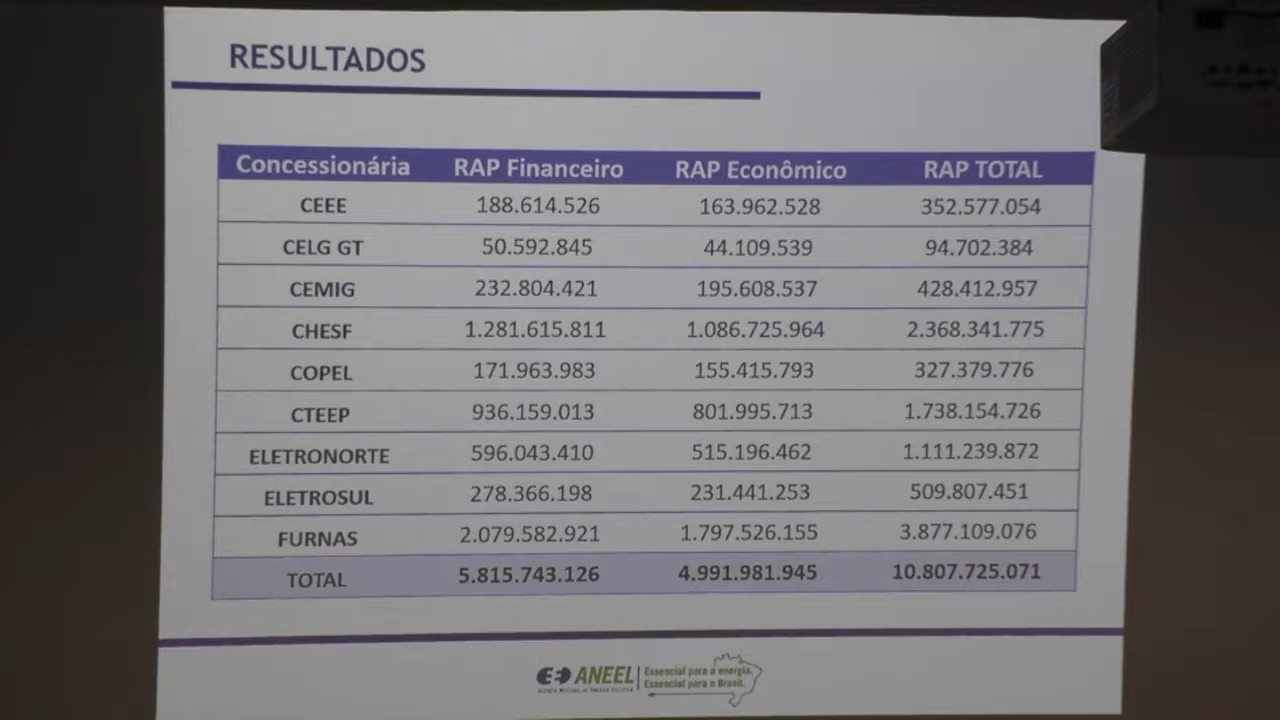 RESULTADOS
Concessionária RAP Financeiro RAP Econômico RAP TOTAL
CEEE 188.614.526 163.962.528 352.577.054
CELG GT 50.592.845 44.109.539 94.702.384
CEMIG 232.804.421 195.608.537 428.412.957
CHESF 1.281.615.811 1.086.725.964 2.368.341.775
COPEL 171.963.983 155.415.793 327.379.776
CTEEP 936.159.013 801.995.713 1.738.154.726
ELETRONORTE 596.043.410 515.196.462 1.111.239.872
ELETROSUL 278.366.198 231.441.253 509.807.451
FURNAS 2.079.582.921 1.797.526.155 3.877.109.076
TOTAL 5.815.743.126 4.991.981.945 10.807.725.071
ANEEL
Essencial para a energia.
Essencial para o Brasil.